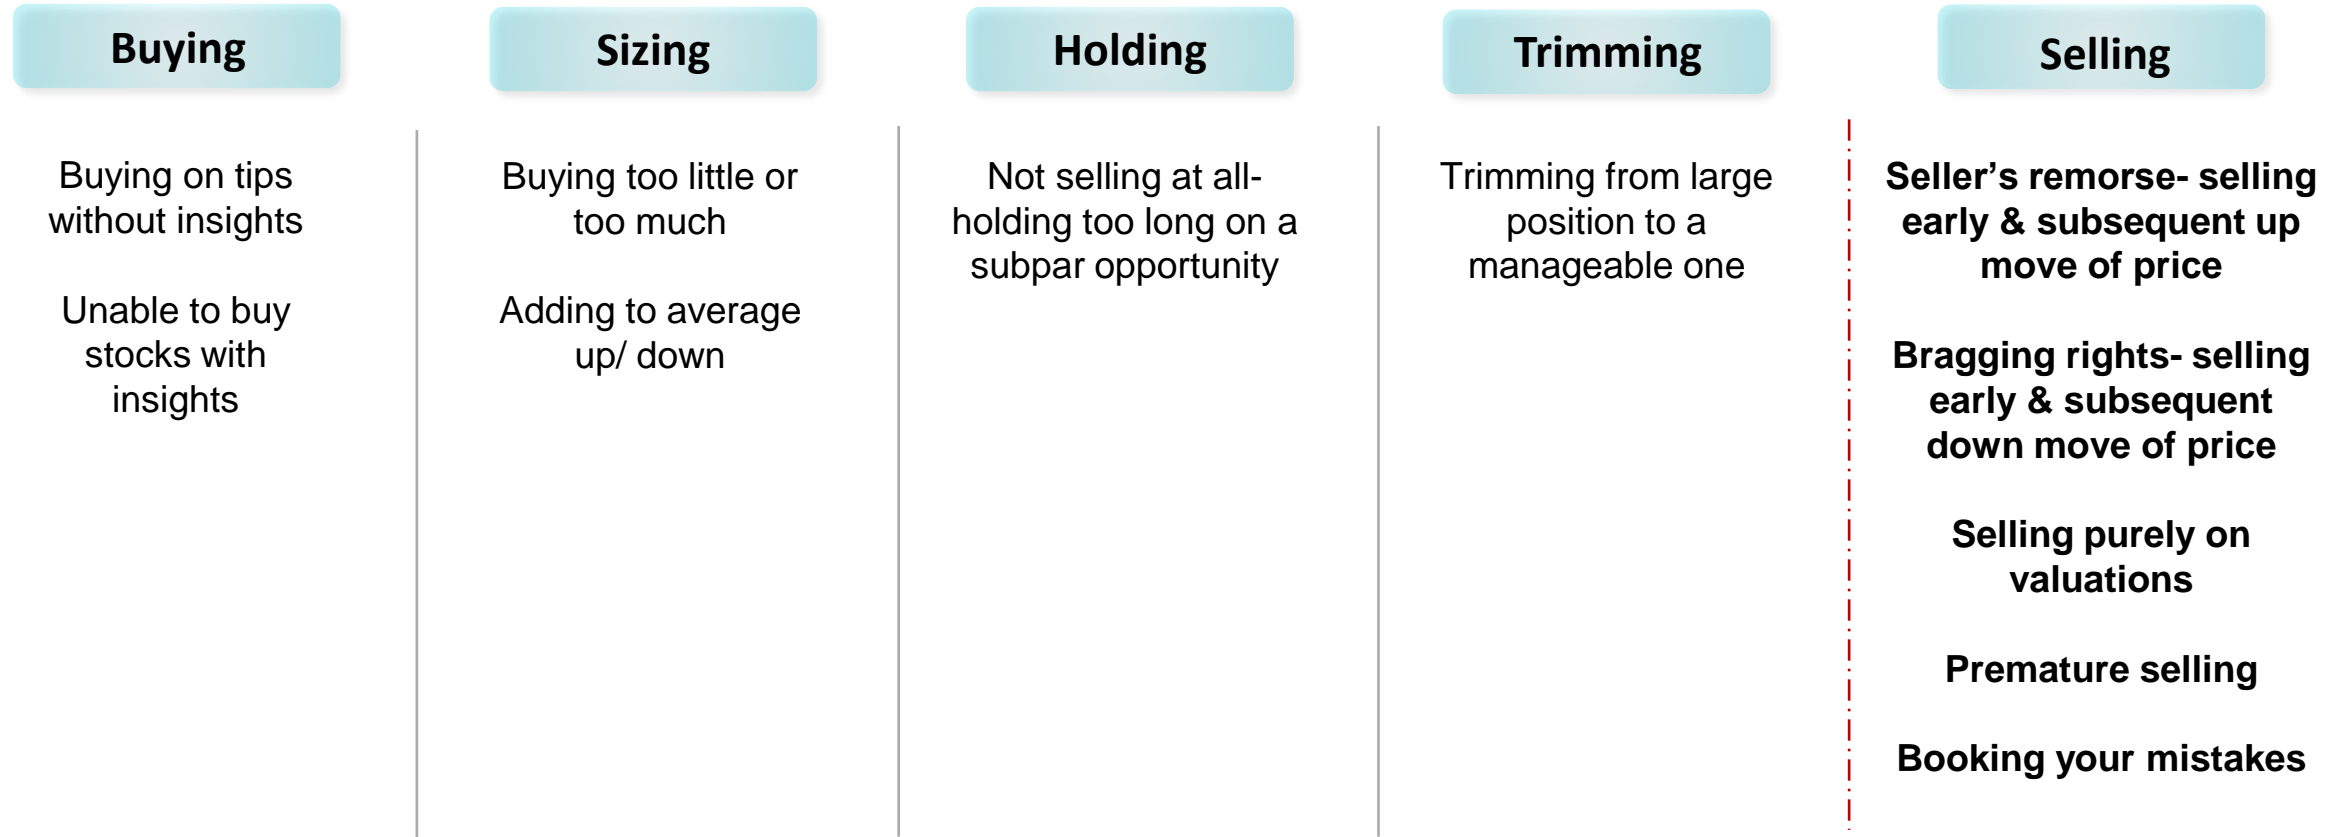 Buying
Sizing
Holding
Trimming
Selling
Buying on tips
without insights
Unable to buy
stocks with
insights
Buying too little or
too much
Adding to average
up/ down
Not selling at all-
holding too long on a
subpar opportunity
Trimming from large
position to a
manageable one
Seller’s remorse- selling
early & subsequent up
move of price
Bragging rights- selling
early & subsequent
down move of price
Selling purely on
valuations
Premature selling
Booking your mistakes